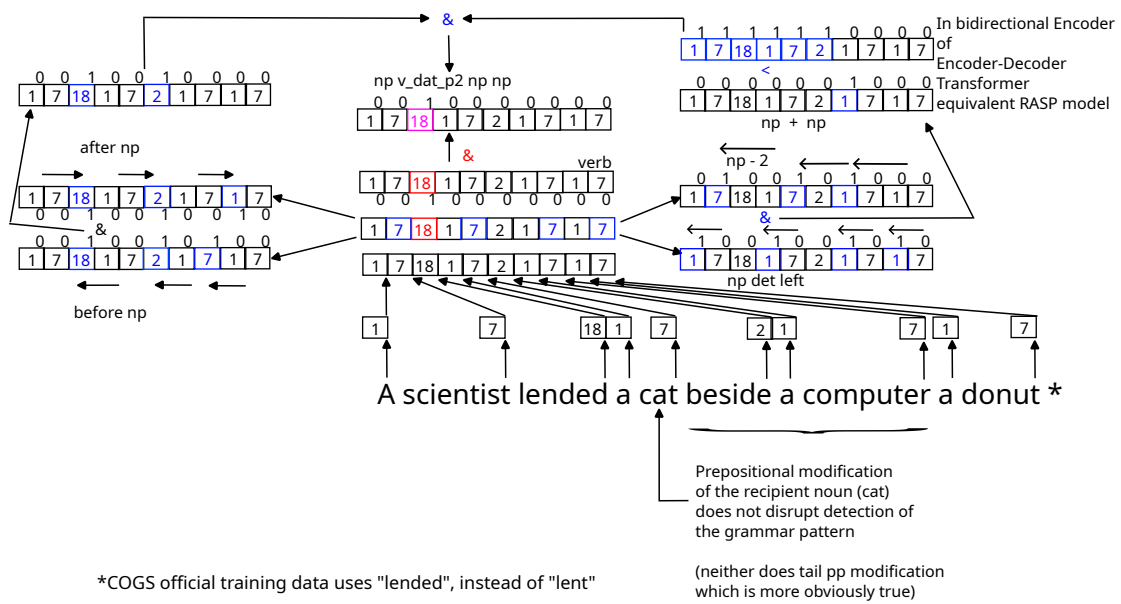 &
In bidirectional Encoder
of
Encoder-Decoder
Transformer
equivalent RASP model
1 1 1 1 1 1 0 0 0 0
1 7 18 1 7 2 1 7 1 7
<
0 0 0 0 0 0 1 0 0 0
1 7 18 1 7 2 1 7 1 7
np + np
0 0 1 0 0 1 0 0 0 0
1 7 18 1 7 2 1 7 1 7
np v_dat_p2 np np
0 0 1 0 0 0 0 0 0 0
1 7 18 1 7 2 1 7 1 7
&
after np
1 7 18 1 7 2 1 7 1 7
0 0 1 0 0 1 0 0 1 0
&
0 0 1 0 0 1 0 1 0 0
1 7 18 1 7 2 1 7 1 7
before np
verb
1 7 18 1 7 2 1 7 1 7
0 0 1 0 0 0 0 0 0 0
1 7 18 1 7 2 1 7 1 7
1 7 18 1 7 2 1 7 1 7
np - 2
0 1 0 0 1 0 1 0 0 0
1 7 18 1 7 2 1 7 1 7
&
1 0 0 1 0 0 1 0 1 0
1 7 18 1 7 2 1 7 1 7
np det left
1 7 18 1 7 2 1 7 1 7
A scientist lended a cat beside a computer a donut *
Prepositional modification
of the recipient noun (cat)
does not disrupt detection of
the grammar pattern
(neither does tail pp modification
which is more obviously true)
*COGS official training data uses "lended", instead of "lent"